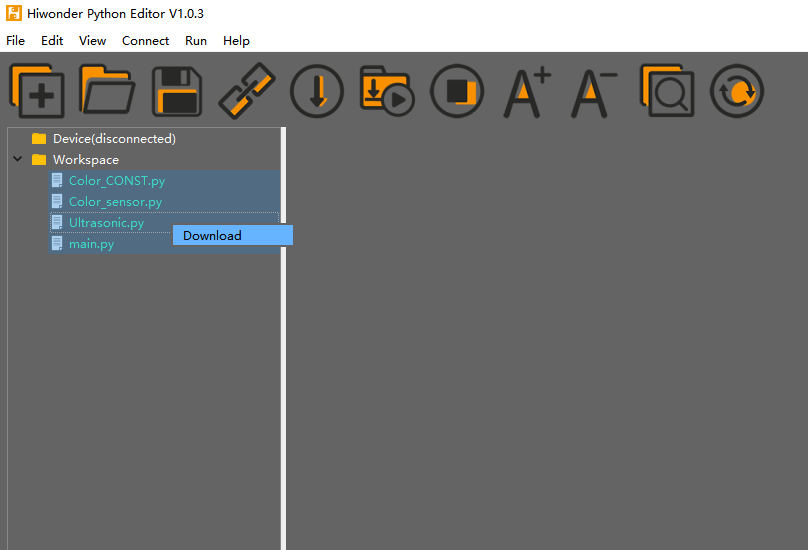 Hiwonder Python Editor V1.0.3
File Edit View Connect Run Help
Device(disconnected)
Workspace
Color_CONST.py
Color_sensor.py
Ultrasonic.py
Download
main.py